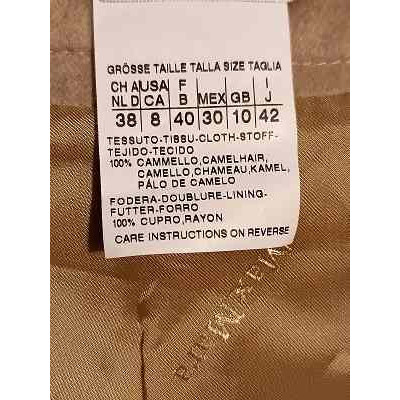 GRÖSSE TAILLE TALLA SIZE TAGLIA
CH A USA F I
NL D CA B MEX GB J
38 8 40 30 10 42
TESSUTO-TISSU-CLOTH-STOFF-
TEJIDO-TECIDO
100% CAMMELLO,CAMELHAIR,
CAMELLO,CHAMEAU,KAMEL,
PÁLO DE CAMELO
FODERA-DOUBLURE-LINING-
FUTTER-FORRO
100% CUPRO,RAYON
CARE INSTRUCTIONS ON REVERSE